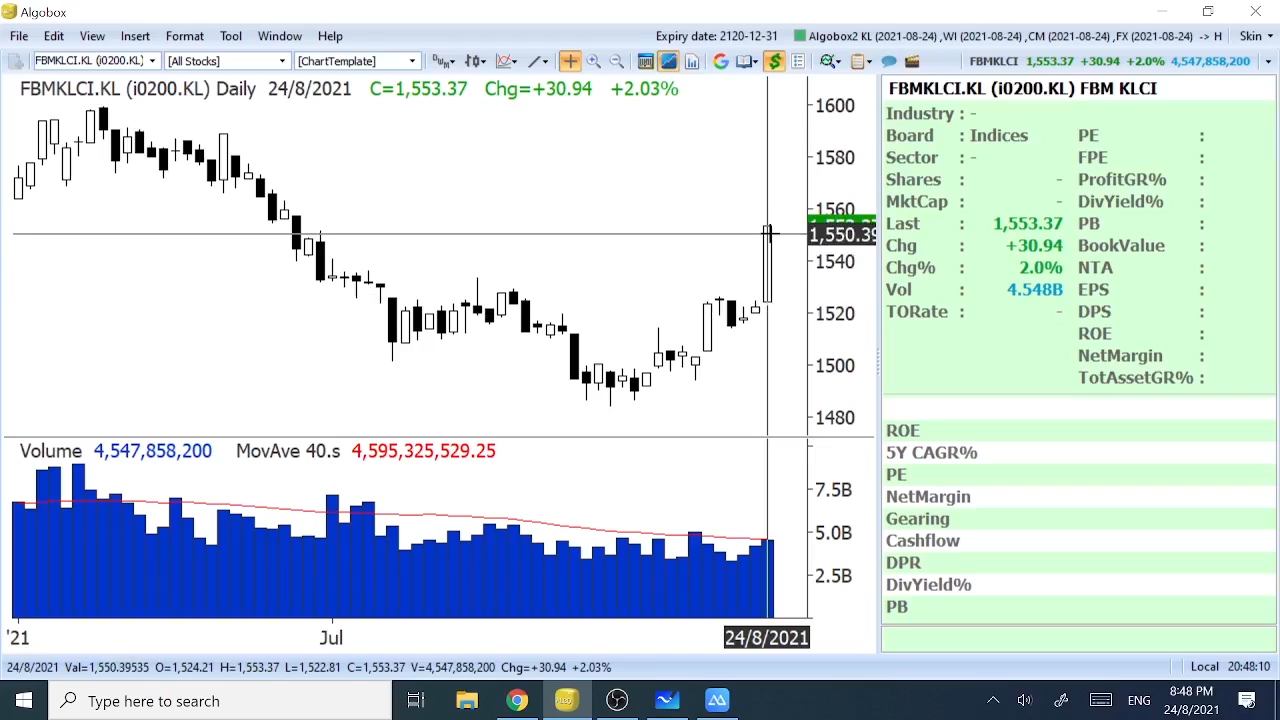 Algobox
File Edit View Insert Format Tool Window Help Expiry date: 2120-12-31 Algobox2 KL (2021-08-24) ,WI (2021-08-24) ,CM (2021-08-24) ,FX (2021-08-24) -> H Skin
FBMKLCI.KL (i0200.KL) [All Stocks] [ChartTemplate] FBMKLCI 1,553.37 +30.94 +2.0% 4,547,858,200
FBMKLCI.KL (i0200.KL) Daily 24/8/2021 C=1,553.37 Chg=+30.94 +2.03%
1600
1580
1560
1,550.39
1540
1520
1500
1480
Volume 4,547,858,200 MovAve 40.s 4,595,325,529.25
7.5B
5.0B
2.5B
'21 Jul 24/8/2021
FBMKLCI.KL (i0200.KL) FBM KLCI
Industry : -
Board : Indices PE :
Sector : - FPE :
Shares : - ProfitGR% :
MktCap : - DivYield% :
Last : 1,553.37 PB :
Chg : +30.94 BookValue :
Chg% : 2.0% NTA :
Vol : 4.548B EPS :
TORate : - DPS :
ROE :
NetMargin :
TotAssetGR% :
ROE
5Y CAGR%
PE
NetMargin
Gearing
Cashflow
DPR
DivYield%
PB
24/8/2021 Val=1,550.39535 O=1,524.21 H=1,553.37 L=1,522.81 C=1,553.37 V=4,547,858,200 Chg=+30.94 +2.03% Local 20:48:10
Type here to search ENG 8:48 PM
24/8/2021